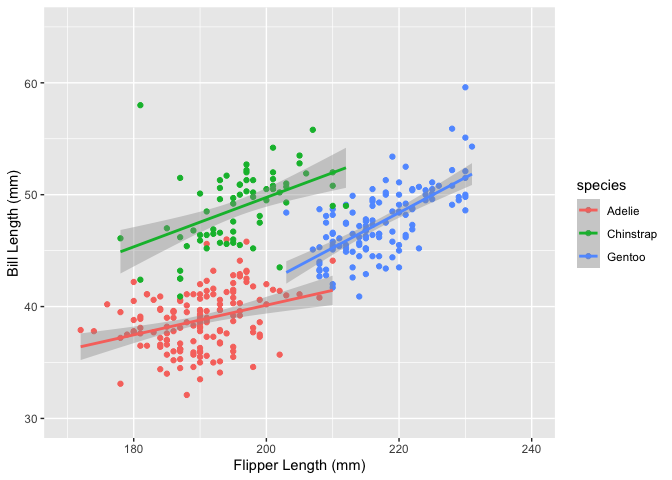 60
50
40
30
Bill Length (mm)
180
200
220
240
Flipper Length (mm)
species
Adelie
Chinstrap
Gentoo